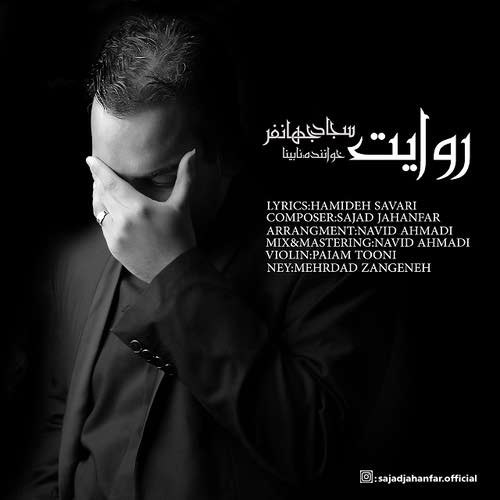 روایت
سجاد جهانفر
خواننده نابینا
LYRICS:HAMIDEH SAVARI
COMPOSER:SAJAD JAHANFAR
ARRANGMENT:NAVID AHMADI
MIX&MASTERING:NAVID AHMADI
VIOLIN:PAIAM TOONI
NEY:MEHRDAD ZANGENEH
: sajadjahanfar.official